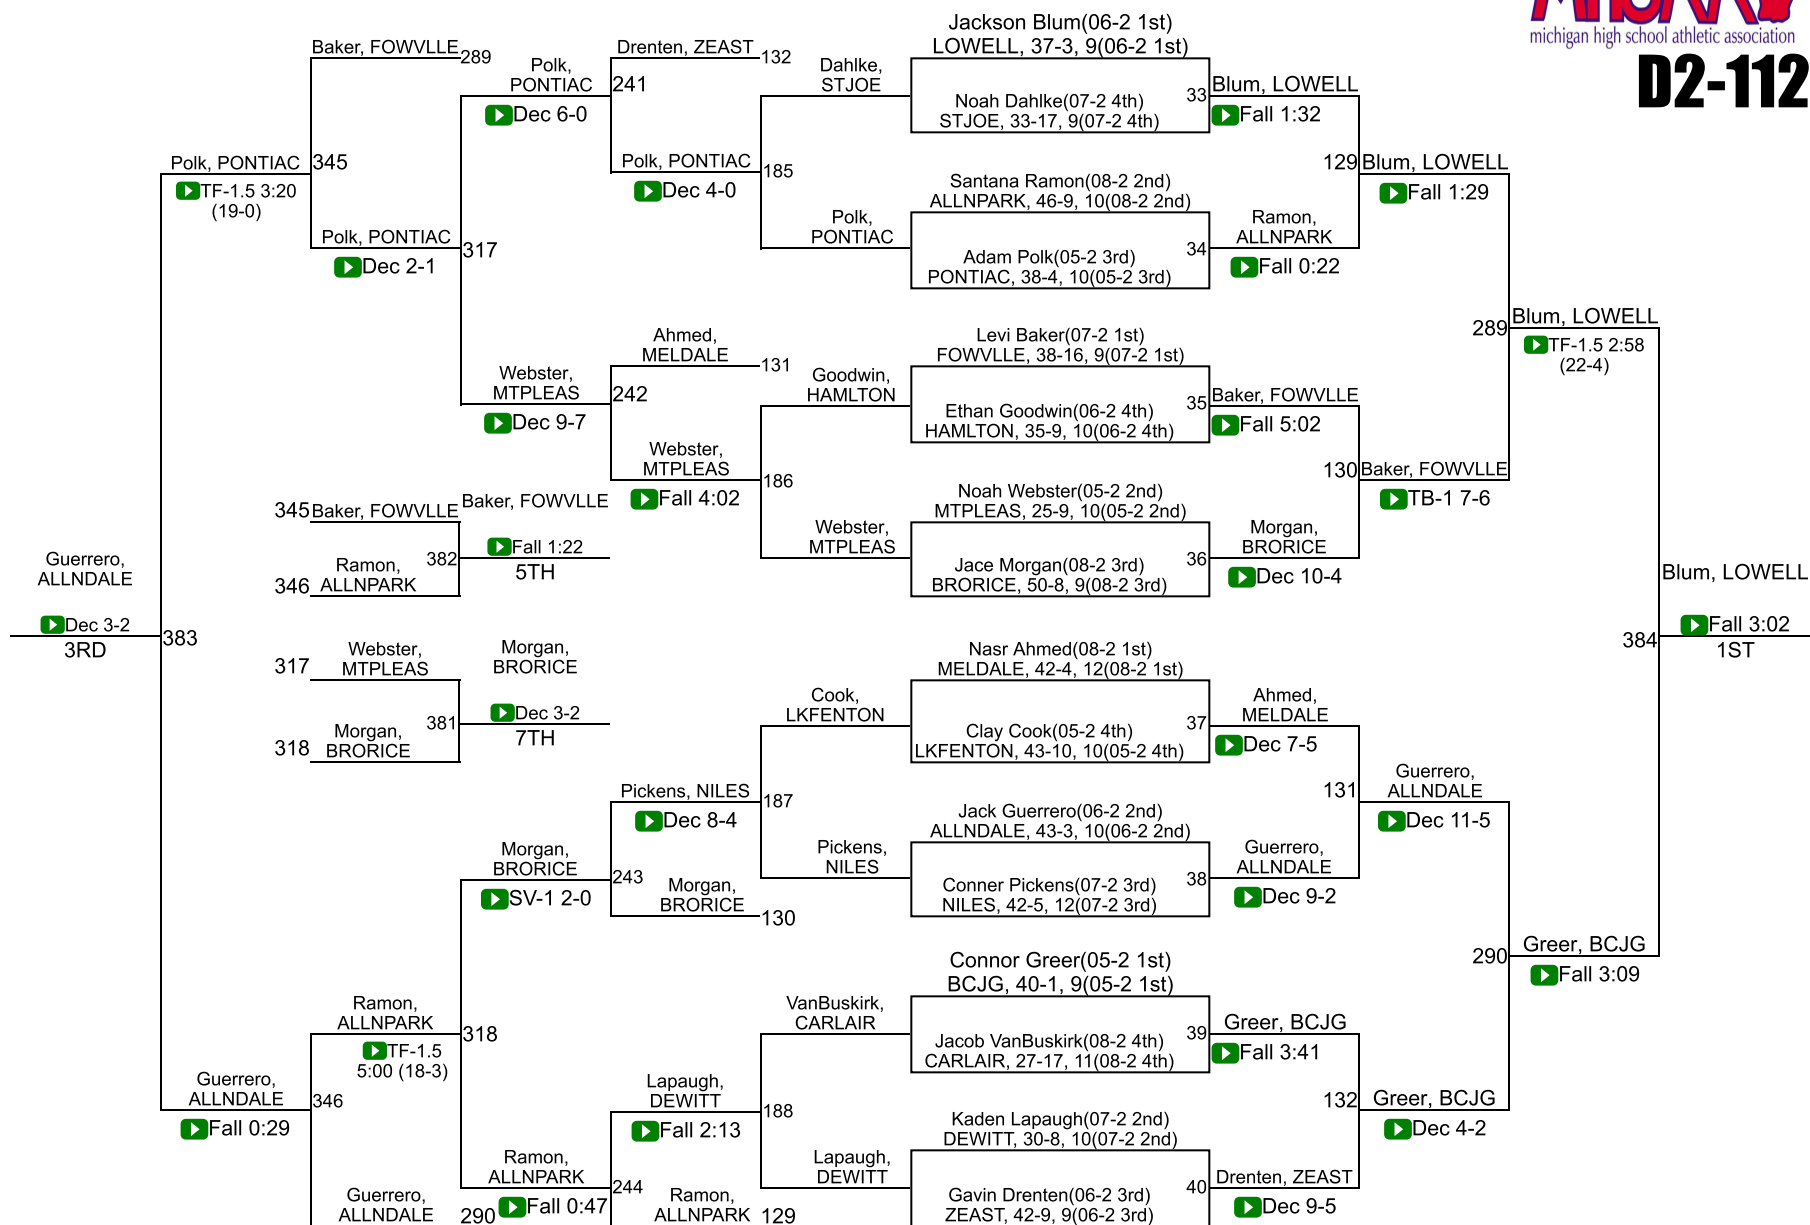 MHSAA
michigan high school athletic association
D2-112
Jackson Blum(06-2 1st)
LOWELL, 37-3, 9(06-2 1st)
Noah Dahlke(07-2 4th)
STJOE, 33-17, 9(07-2 4th)
33
Santana Ramon(08-2 2nd)
ALLNPARK, 46-9, 10(08-2 2nd)
Adam Polk(05-2 3rd)
PONTIAC, 38-4, 10(05-2 3rd)
34
Levi Baker(07-2 1st)
FOWVLLE, 38-16, 9(07-2 1st)
Ethan Goodwin(06-2 4th)
HAMLTON, 35-9, 10(06-2 4th)
35
Noah Webster(05-2 2nd)
MTPLEAS, 25-9, 10(05-2 2nd)
Jace Morgan(08-2 3rd)
BRORICE, 50-8, 9(08-2 3rd)
36
Nasr Ahmed(08-2 1st)
MELDALE, 42-4, 12(08-2 1st)
Clay Cook(05-2 4th)
LKFENTON, 43-10, 10(05-2 4th)
37
Jack Guerrero(06-2 2nd)
ALLNDALE, 43-3, 10(06-2 2nd)
Conner Pickens(07-2 3rd)
NILES, 42-5, 12(07-2 3rd)
38
Connor Greer(05-2 1st)
BCJG, 40-1, 9(05-2 1st)
Jacob VanBuskirk(08-2 4th)
CARLAIR, 27-17, 11(08-2 4th)
39
Kaden Lapaugh(07-2 2nd)
DEWITT, 30-8, 10(07-2 2nd)
Gavin Drenten(06-2 3rd)
ZEAST, 42-9, 9(06-2 3rd)
40
Blum, LOWELL
Fall 1:32
Ramon,
ALLNPARK
Fall 0:22
Baker, FOWVLLE
Fall 5:02
Morgan,
BRORICE
Dec 10-4
Ahmed,
MELDALE
Dec 7-5
Guerrero,
ALLNDALE
Dec 9-2
Greer, BCJG
Fall 3:41
Drenten, ZEAST
Dec 9-5
129
Blum, LOWELL
Fall 1:29
130
Baker, FOWVLLE
TB-1 7-6
131
Guerrero,
ALLNDALE
Dec 11-5
132
Greer, BCJG
Dec 4-2
289
Blum, LOWELL
TF-1.5 2:58
(22-4)
290
Greer, BCJG
Fall 3:09
384
Blum, LOWELL
Fall 3:02
1ST
Dahlke,
STJOE
185
Polk,
PONTIAC
Goodwin,
HAMLTON
186
Webster,
MTPLEAS
Cook,
LKFENTON
187
Pickens,
NILES
VanBuskirk,
CARLAIR
188
Lapaugh,
DEWITT
Drenten, ZEAST
132
241
Polk, PONTIAC
Dec 4-0
Ahmed,
MELDALE
131
242
Webster,
MTPLEAS
Fall 4:02
Pickens, NILES
Dec 8-4
243
Morgan,
BRORICE
130
Lapaugh,
DEWITT
Fall 2:13
244
Ramon,
ALLNPARK
129
Polk,
PONTIAC
Dec 6-0
317
Webster,
MTPLEAS
Dec 9-7
Morgan,
BRORICE
SV-1 2-0
318
Ramon,
ALLNPARK
Fall 0:47
Baker, FOWVLLE
289
345
Polk, PONTIAC
Dec 2-1
Ramon,
ALLNPARK
TF-1.5
5:00 (18-3)
346
Guerrero,
ALLNDALE
290
Polk, PONTIAC
TF-1.5 3:20
(19-0)
383
Guerrero,
ALLNDALE
Fall 0:29
Guerrero,
ALLNDALE
Dec 3-2
3RD
345
Baker, FOWVLLE
382
346
Ramon,
ALLNPARK
Baker, FOWVLLE
Fall 1:22
5TH
317
Webster,
MTPLEAS
381
318
Morgan,
BRORICE
Morgan,
BRORICE
Dec 3-2
7TH